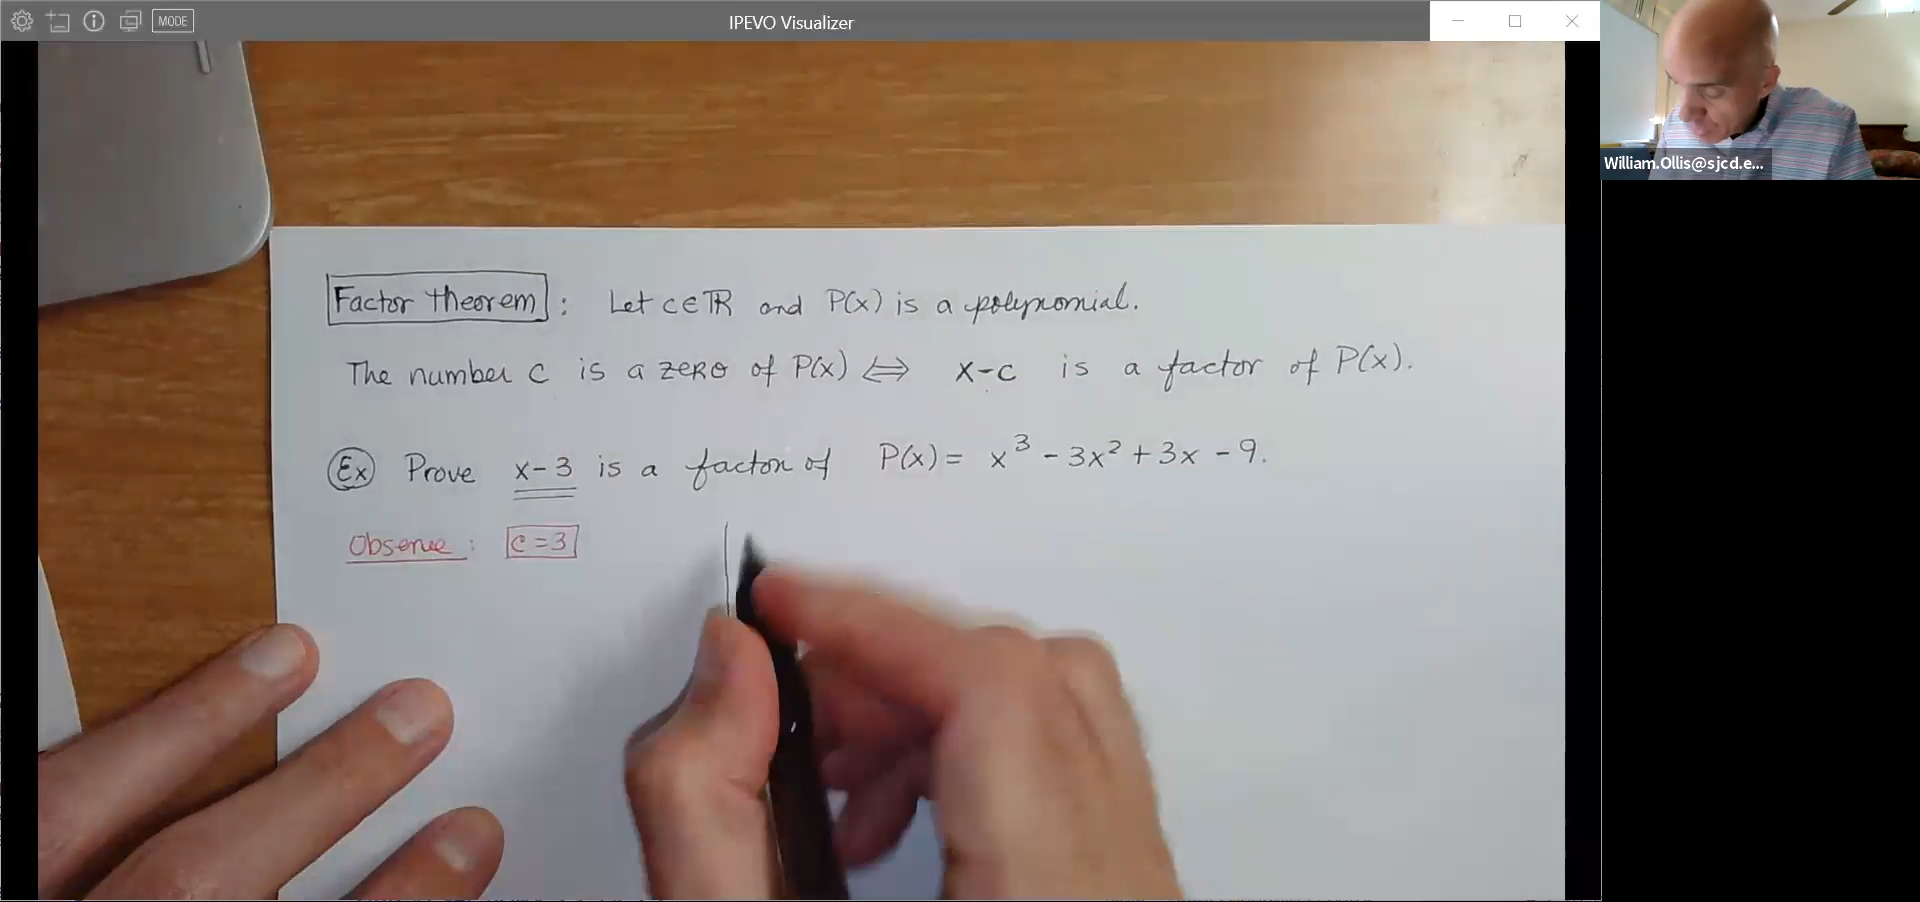 MODE
IPEVO Visualizer
William.Ollis@sjcd.e...
Factor Theorem : Let c∈ℝ and P(x) is a polynomial.
The number c is a zero of P(x) ⟺ x-c is a factor of P(x).
Ex Prove x-3 is a factor of P(x) = x³ - 3x² + 3x - 9.
Observe : c = 3